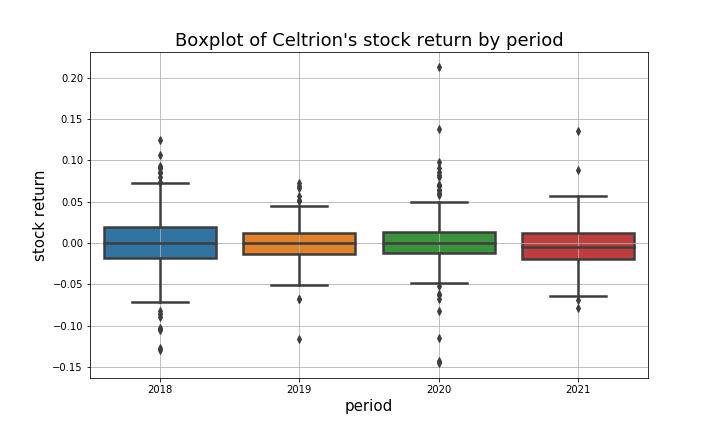 Boxplot of Celtrion's stock return by period
0.20
0.15
0.10
0.05
0.00
−0.05
−0.10
−0.15
stock return
2018 2019 2020 2021
period